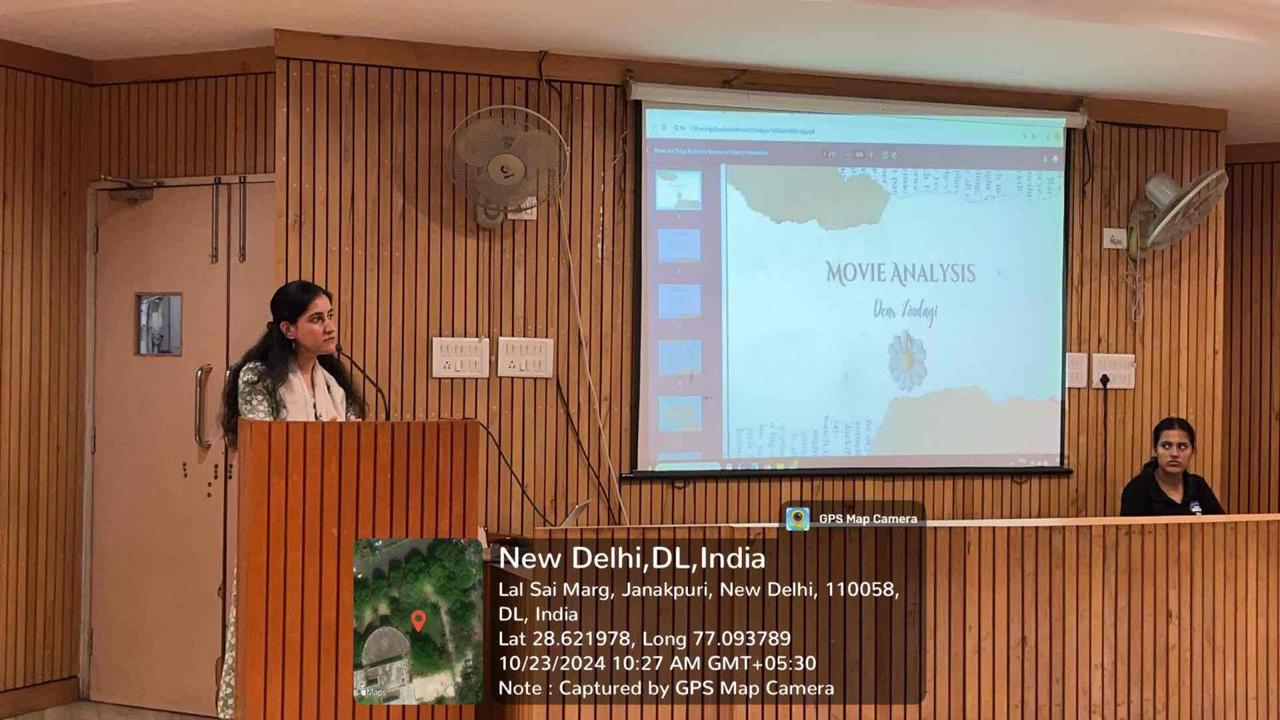 MOVIE ANALYSIS
Dear Zindagi
GPS Map Camera
New Delhi,DL,India
Lal Sai Marg, Janakpuri, New Delhi, 110058,
DL, India
Lat 28.621978, Long 77.093789
10/23/2024 10:27 AM GMT+05:30
Note : Captured by GPS Map Camera
Maps